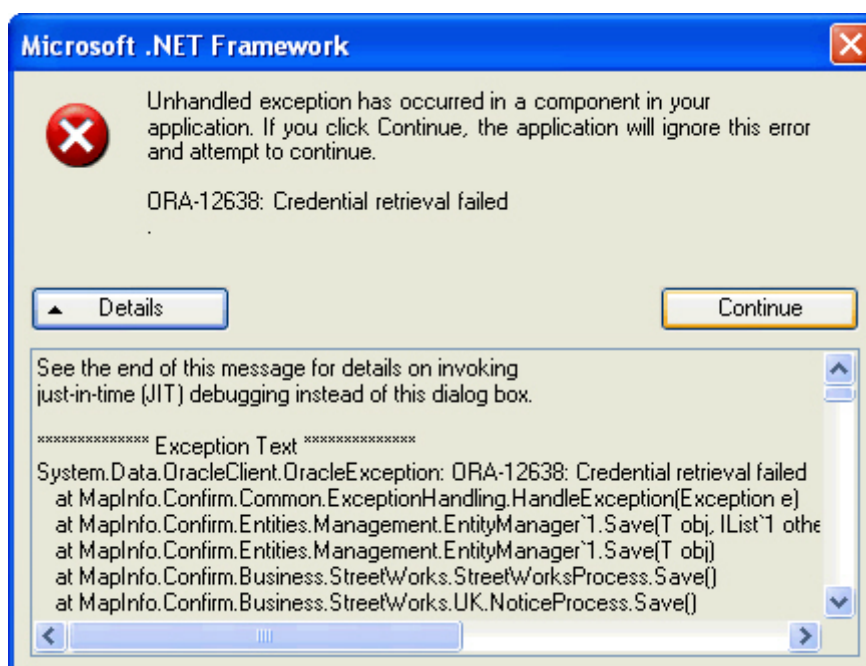 Microsoft .NET Framework
Unhandled exception has occurred in a component in your
application. If you click Continue, the application will ignore this error
and attempt to continue.
ORA-12638: Credential retrieval failed
.
Details
Continue
See the end of this message for details on invoking
just-in-time (JIT) debugging instead of this dialog box.
************** Exception Text **************
System.Data.OracleClient.OracleException: ORA-12638: Credential retrieval failed
at MapInfo.Confirm.Common.ExceptionHandling.HandleException(Exception e)
at MapInfo.Confirm.Entities.Management.EntityManager`1.Save(T obj, IList`1 othe
at MapInfo.Confirm.Entities.Management.EntityManager`1.Save(T obj)
at MapInfo.Confirm.Business.StreetWorks.StreetWorksProcess.Save()
at MapInfo.Confirm.Business.StreetWorks.UK.NoticeProcess.Save()